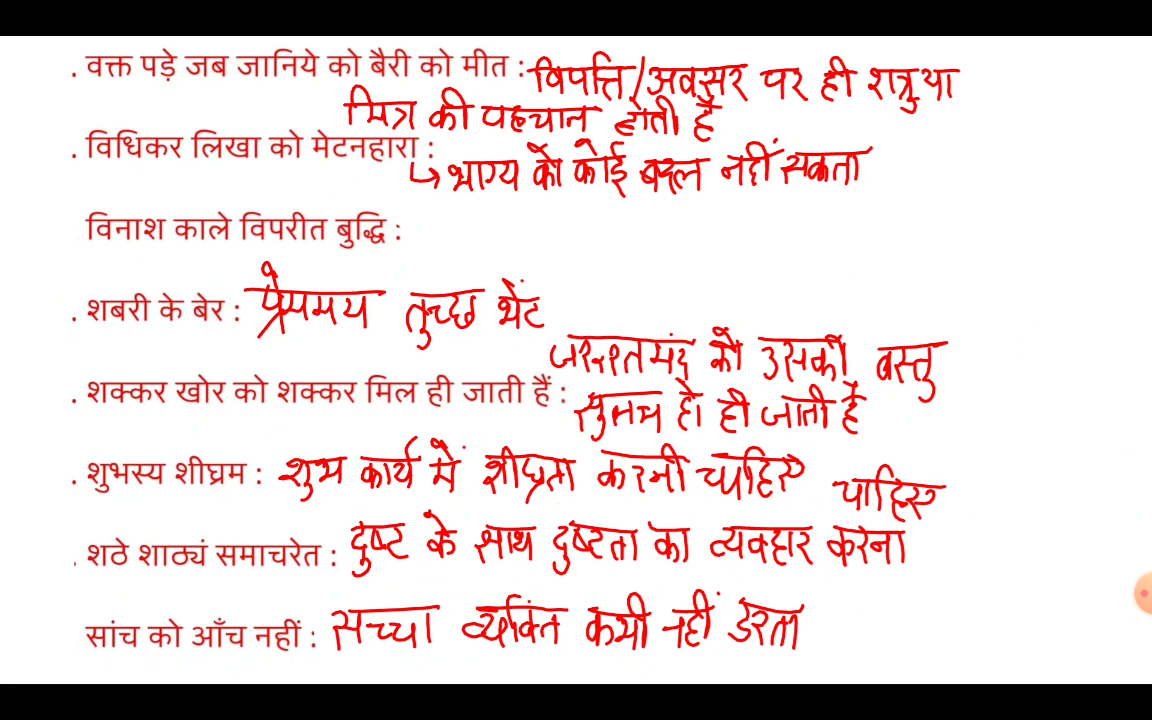 . वक्त पड़े जब जानिये को बैरी को मीत : विपत्ति/अवसर पर ही शत्रु या
मित्र की पहचान होती है
. विधिकर लिखा को मेटनहारा :
↳ भाग्य को कोई बदल नहीं सकता
विनाश काले विपरीत बुद्धि :
. शबरी के बेर : प्रेममय तुच्छ भेंट
जरूरतमंद को उसकी वस्तु
. शक्कर खोर को शक्कर मिल ही जाती हैं : सुलभ हो ही जाती है
. शुभस्य शीघ्रम : शुभ कार्य में शीघ्रता करनी चाहिए चाहिए
. शठे शाठ्यं समाचरेत : दुष्ट के साथ दुष्टता का व्यवहार करना
सांच को आँच नहीं : सच्चा व्यक्ति कभी नहीं डरता